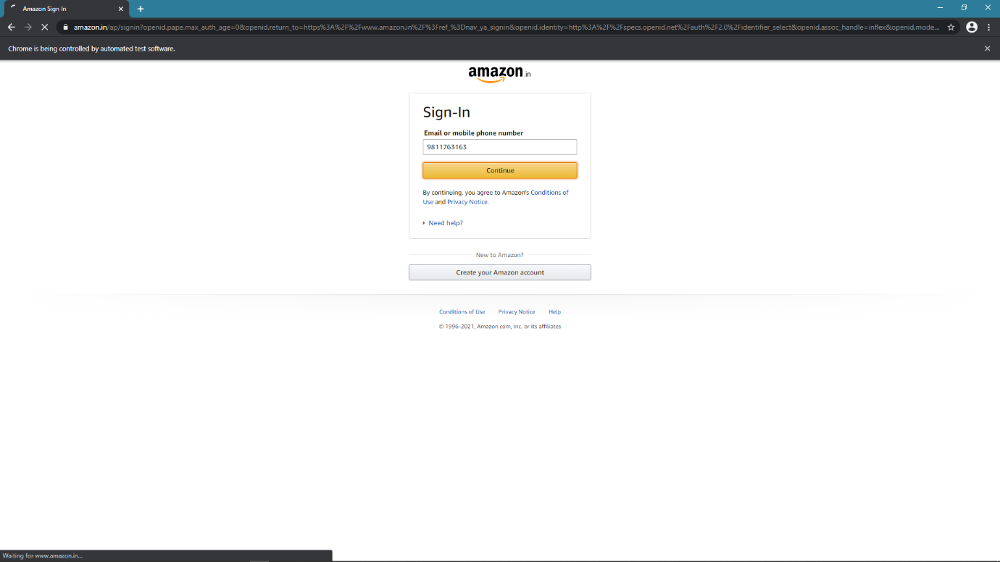 Amazon Sign In
amazon.in/ap/signin?openid.pape.max_auth_age=0&openid.return_to=https%3A%2F%2Fwww.amazon.in%2F%3Fref_%3Dnav_ya_signin&openid.identity=http%3A%2F%2Fspecs.openid.net%2Fauth%2F2.0%2Fidentifier_select&openid.assoc_handle=inflex&openid.mode...
Chrome is being controlled by automated test software.
amazon.in
Sign-In
Email or mobile phone number
9811763163
Continue
By continuing, you agree to Amazon's Conditions of
Use and Privacy Notice.
Need help?
New to Amazon?
Create your Amazon account
Conditions of Use Privacy Notice Help
© 1996-2021, Amazon.com, Inc. or its affiliates
Waiting for www.amazon.in...